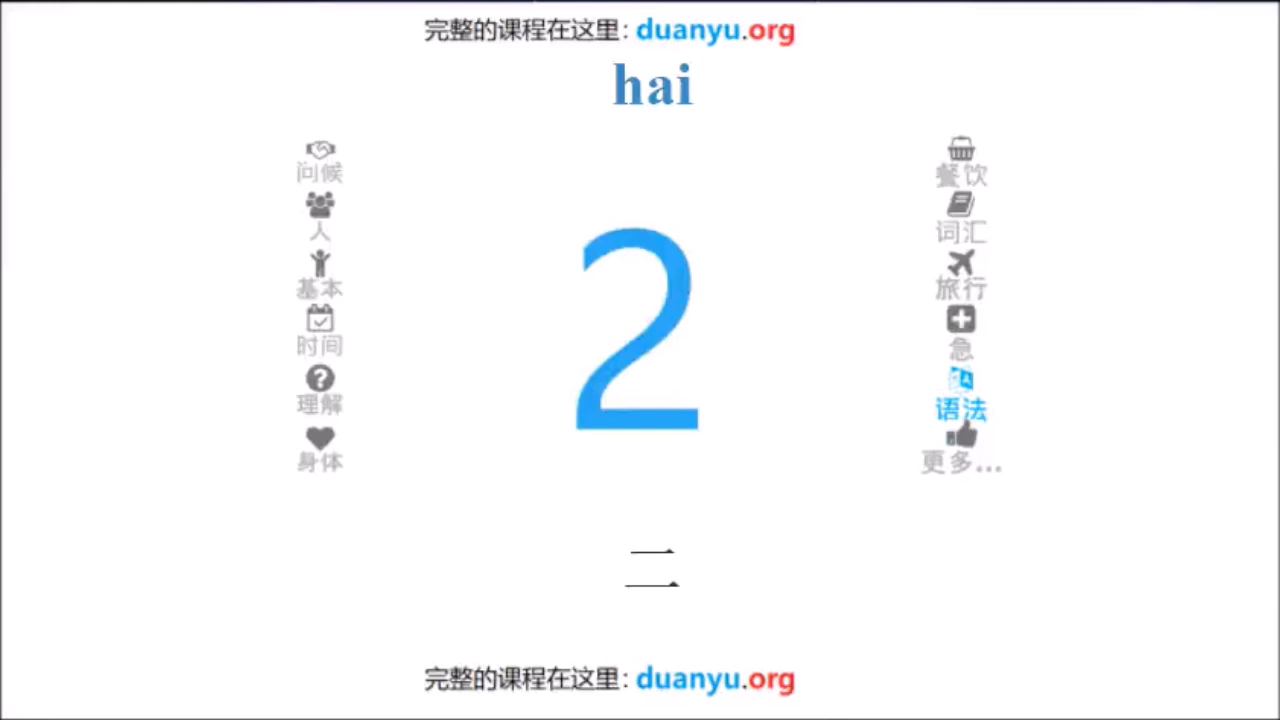 完整的课程在这里: duanyu.org
hai
问候
人
基本
时间
理解
身体
2
餐饮
词汇
旅行
急
语法
更多...
二
完整的课程在这里: duanyu.org